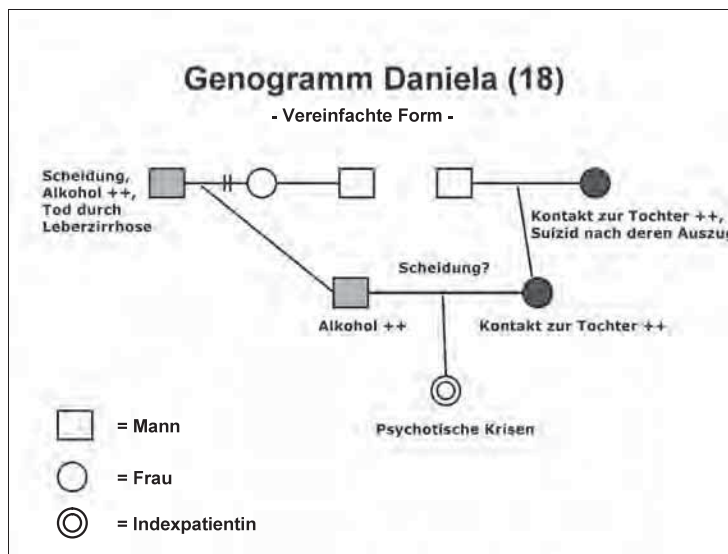 Genogramm Daniela (18)
- Vereinfachte Form -
Scheidung,
Alkohol ++,
Tod durch
Leberzirrhose
Kontakt zur Tochter ++,
Suizid nach deren Auszug
Scheidung?
Alkohol ++
Kontakt zur Tochter ++
Psychotische Krisen
= Mann
= Frau
= Indexpatientin